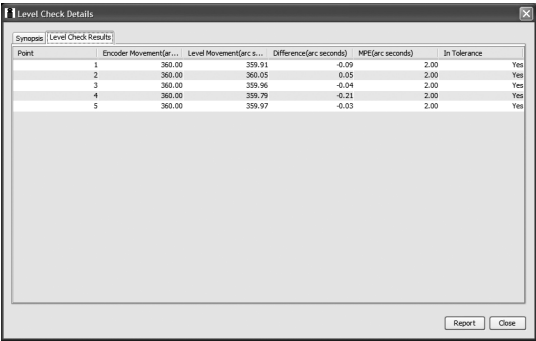 Level Check Details
Synopsis Level Check Results
Point Encoder Movement(ar... Level Movement(arc s... Difference(arc seconds) MPE(arc seconds) In Tolerance
1 360.00 359.91 -0.09 2.00 Yes
2 360.00 360.05 0.05 2.00 Yes
3 360.00 359.96 -0.04 2.00 Yes
4 360.00 359.79 -0.21 2.00 Yes
5 360.00 359.97 -0.03 2.00 Yes
Report Close